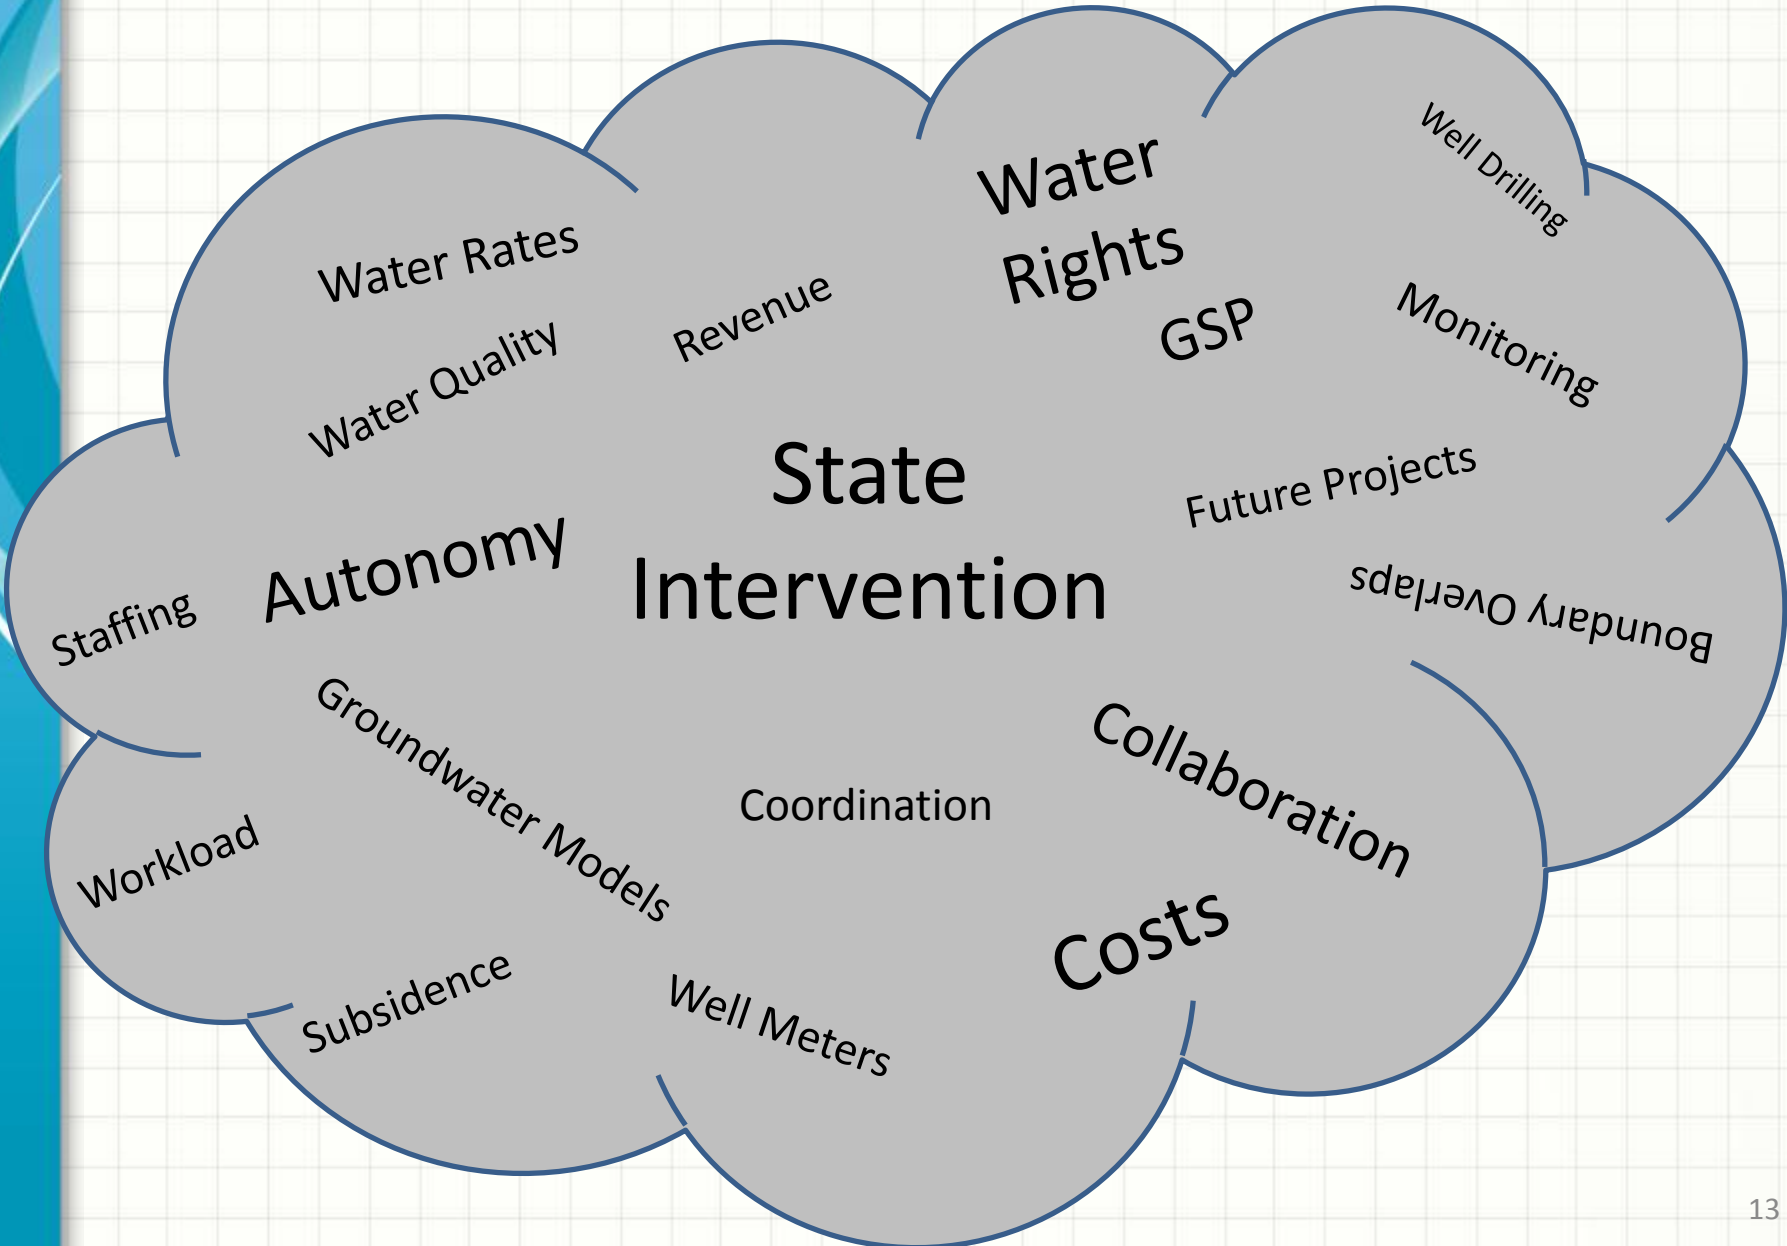 Water
Rights
Well Drilling
Water Rates
Revenue
GSP
Monitoring
Water Quality
State
Intervention
Future Projects
Autonomy
Boundary Overlaps
Staffing
Groundwater Models
Collaboration
Coordination
Workload
Costs
Subsidence
Well Meters
13